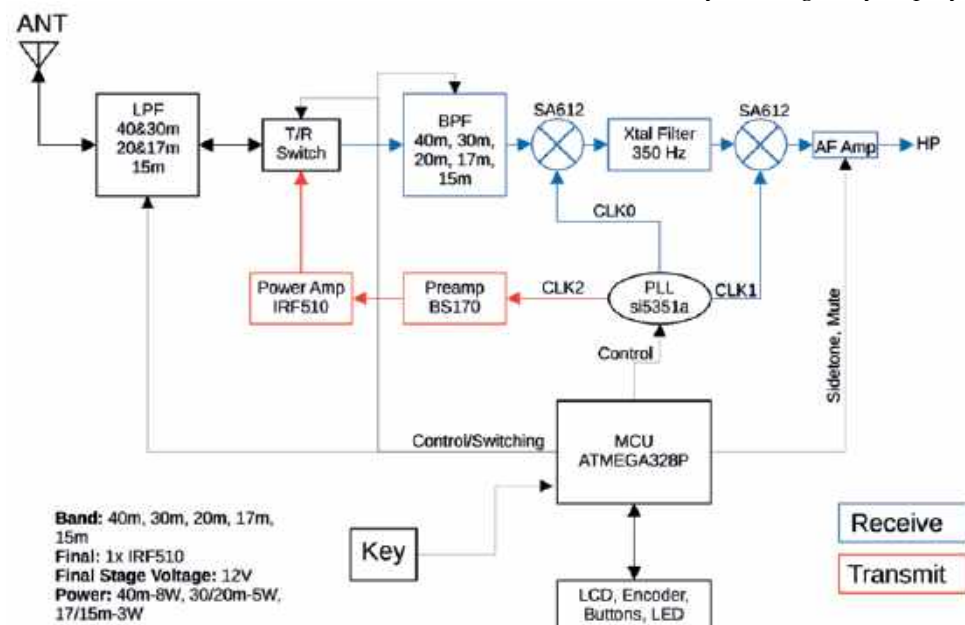 ANT
LPF
40&30m
20&17m
15m
T/R
Switch
BPF
40m, 30m,
20m, 17m,
15m
SA612
Xtal Filter
350 Hz
SA612
AF Amp
HP
CLK0
Power Amp
IRF510
Preamp
BS170
CLK2
PLL
si5351a
CLK1
Control
Sidetone, Mute
Control/Switching
MCU
ATMEGA328P
Band: 40m, 30m, 20m, 17m,
15m
Final: 1x IRF510
Final Stage Voltage: 12V
Power: 40m-8W, 30/20m-5W,
17/15m-3W
Key
LCD, Encoder,
Buttons, LED
Receive
Transmit